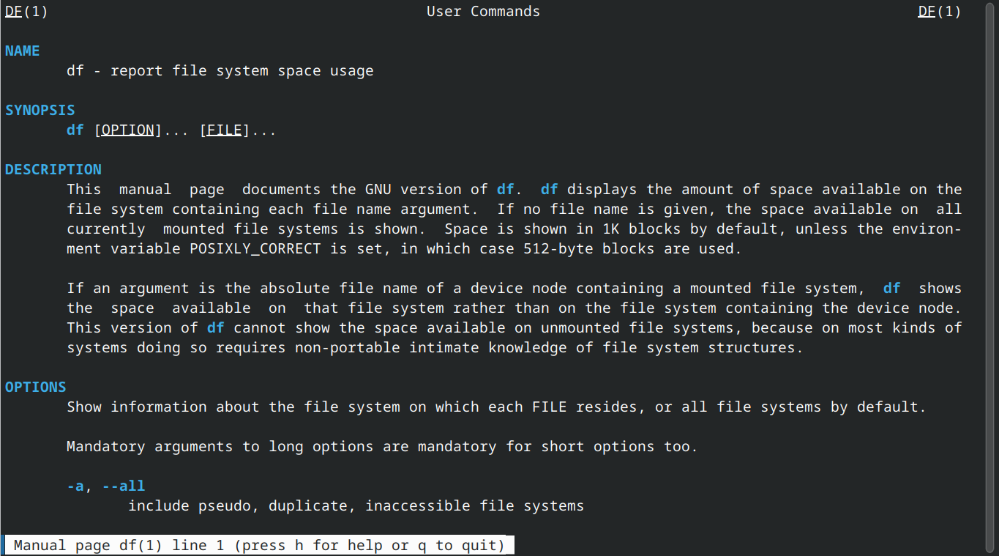 DF(1) User Commands DF(1)
NAME
df - report file system space usage
SYNOPSIS
df [OPTION]... [FILE]...
DESCRIPTION
This manual page documents the GNU version of df. df displays the amount of space available on the
file system containing each file name argument. If no file name is given, the space available on all
currently mounted file systems is shown. Space is shown in 1K blocks by default, unless the environ-
ment variable POSIXLY_CORRECT is set, in which case 512-byte blocks are used.
If an argument is the absolute file name of a device node containing a mounted file system, df shows
the space available on that file system rather than on the file system containing the device node.
This version of df cannot show the space available on unmounted file systems, because on most kinds of
systems doing so requires non-portable intimate knowledge of file system structures.
OPTIONS
Show information about the file system on which each FILE resides, or all file systems by default.
Mandatory arguments to long options are mandatory for short options too.
-a, --all
include pseudo, duplicate, inaccessible file systems
Manual page df(1) line 1 (press h for help or q to quit)